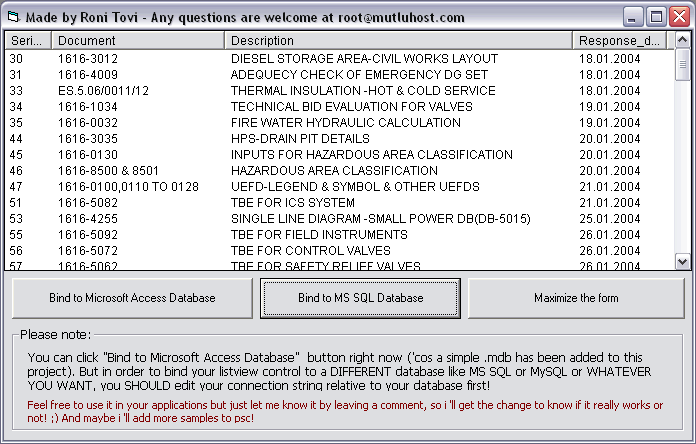 Made by Roni Tovi - Any questions are welcome at root@mutluhost.com
Seri... Document Description Response_d...
30 1616-3012 DIESEL STORAGE AREA-CIVIL WORKS LAYOUT 18.01.2004
31 1616-4009 ADEQUECY CHECK OF EMERGENCY DG SET 18.01.2004
33 ES.5.06/0011/12 THERMAL INSULATION -HOT & COLD SERVICE 18.01.2004
34 1616-1034 TECHNICAL BID EVALUATION FOR VALVES 19.01.2004
35 1616-0032 FIRE WATER HYDRAULIC CALCULATION 19.01.2004
44 1616-3035 HPS-DRAIN PIT DETAILS 20.01.2004
45 1616-0130 INPUTS FOR HAZARDOUS AREA CLASSIFICATION 20.01.2004
46 1616-8500 & 8501 HAZARDOUS AREA CLASSIFICATION 20.01.2004
47 1616-0100,0110 TO 0128 UEFD-LEGEND & SYMBOL & OTHER UEFDS 21.01.2004
51 1616-5082 TBE FOR ICS SYSTEM 21.01.2004
53 1616-4255 SINGLE LINE DIAGRAM -SMALL POWER DB(DB-5015) 25.01.2004
55 1616-5092 TBE FOR FIELD INSTRUMENTS 26.01.2004
56 1616-5072 TBE FOR CONTROL VALVES 26.01.2004
57 1616-5062 TBE FOR SAFETY RELIEF VALVES 26.01.2004
Bind to Microsoft Access Database Bind to MS SQL Database Maximize the form
Please note:
You can click "Bind to Microsoft Access Database" button right now ('cos a simple .mdb has been added to this
project). But in order to bind your listview control to a DIFFERENT database like MS SQL or MySQL or WHATEVER
YOU WANT, you SHOULD edit your connection string relative to your database first!
Feel free to use it in your applications but just let me know it by leaving a comment, so i 'll get the change to know if it really works or
not! ;) And maybe i 'll add more samples to psc!